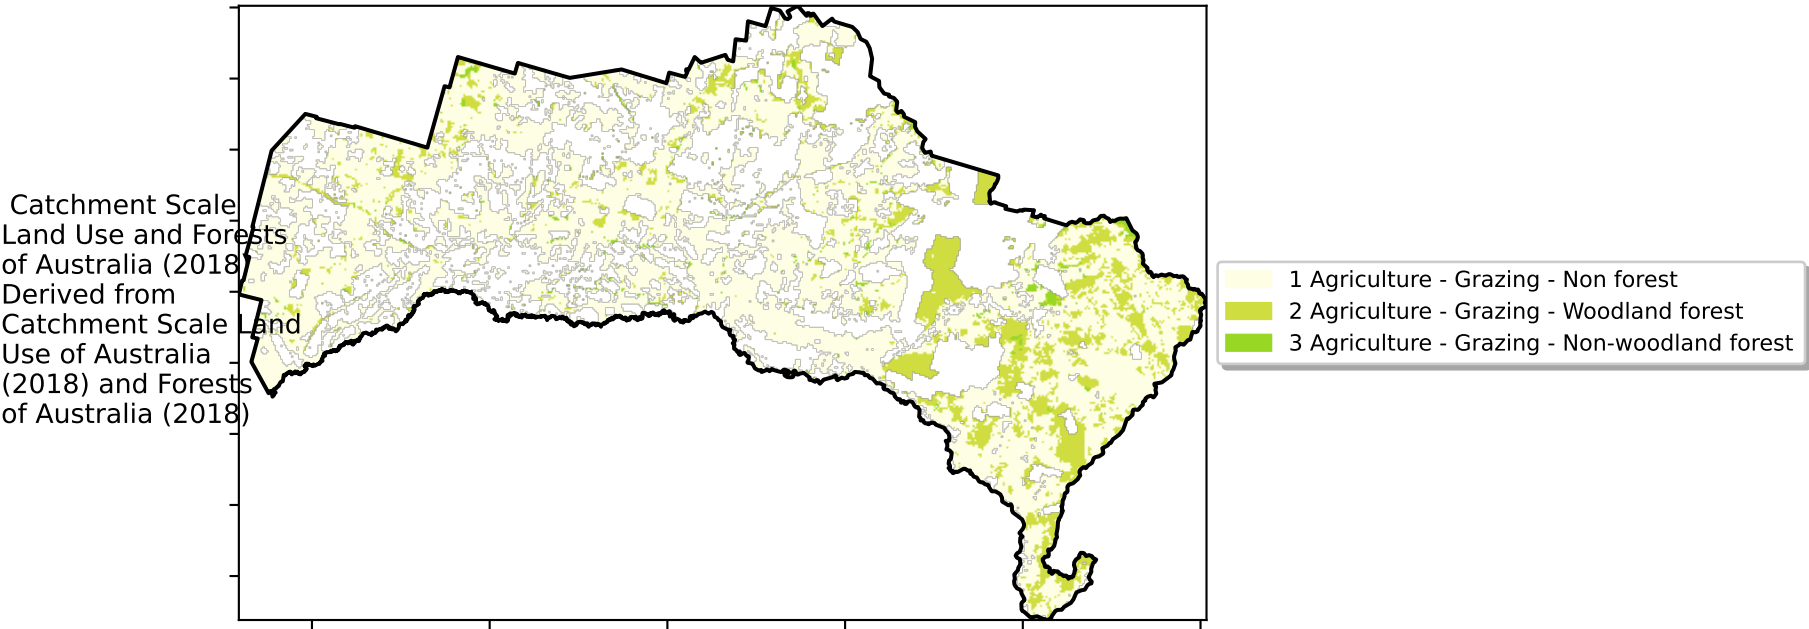 Catchment Scale
Land Use and Forests
of Australia (2018)
Derived from
Catchment Scale Land
Use of Australia
(2018) and Forests
of Australia (2018)
1 Agriculture - Grazing - Non forest
2 Agriculture - Grazing - Woodland forest
3 Agriculture - Grazing - Non-woodland forest